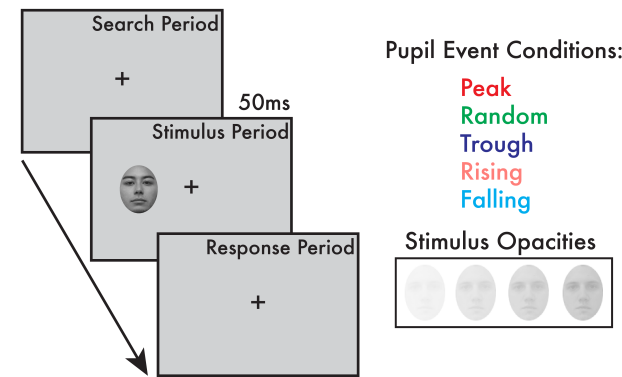 Search Period
+
50ms
Stimulus Period
+
Response Period
+
Pupil Event Conditions:
Peak
Random
Trough
Rising
Falling
Stimulus Opacities